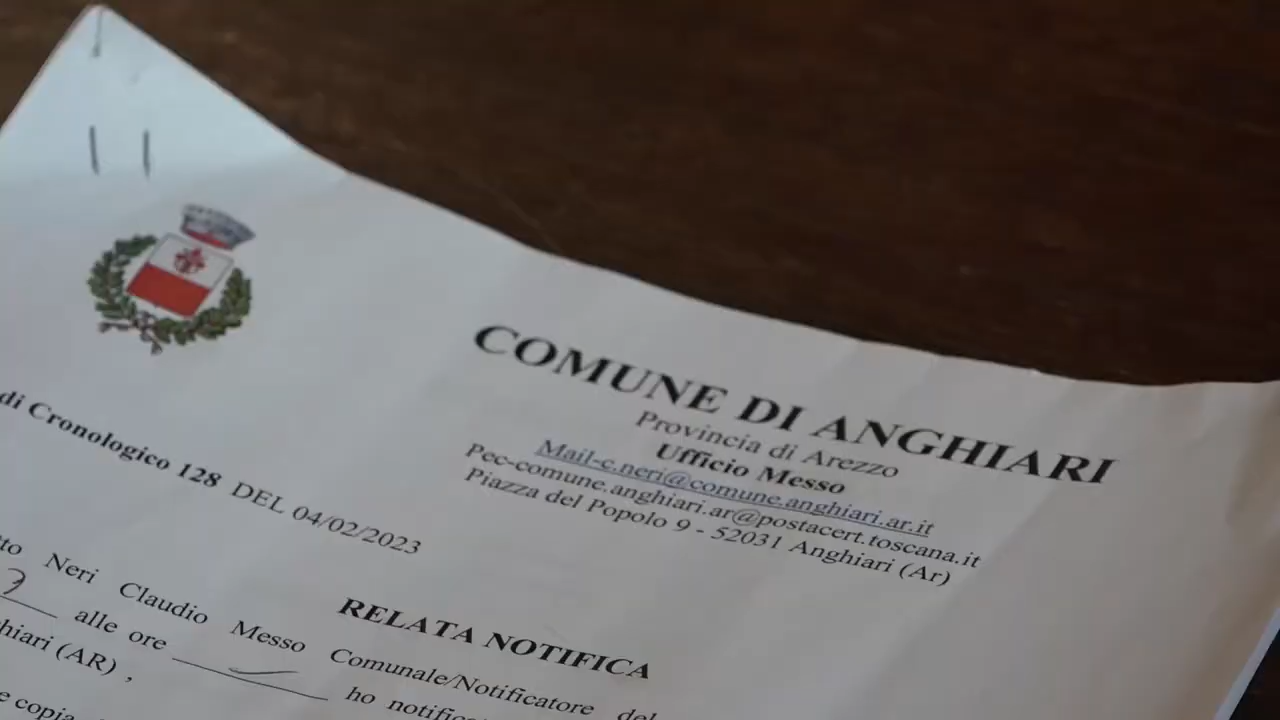 COMUNE DI ANGHIARI
Provincia di Arezzo
Ufficio Messo
Mail-c.neri@comune.anghiari.ar.it
Pec-comune.anghiari.ar@postacert.toscana.it
Piazza del Popolo 9 - 52031 Anghiari (Ar)
di Cronologico 128 DEL 04/02/2023
RELATA NOTIFICA
tto Neri Claudio Messo Comunale/Notificatore del
alle ore ho notific
ghiari (AR) ,
e copia